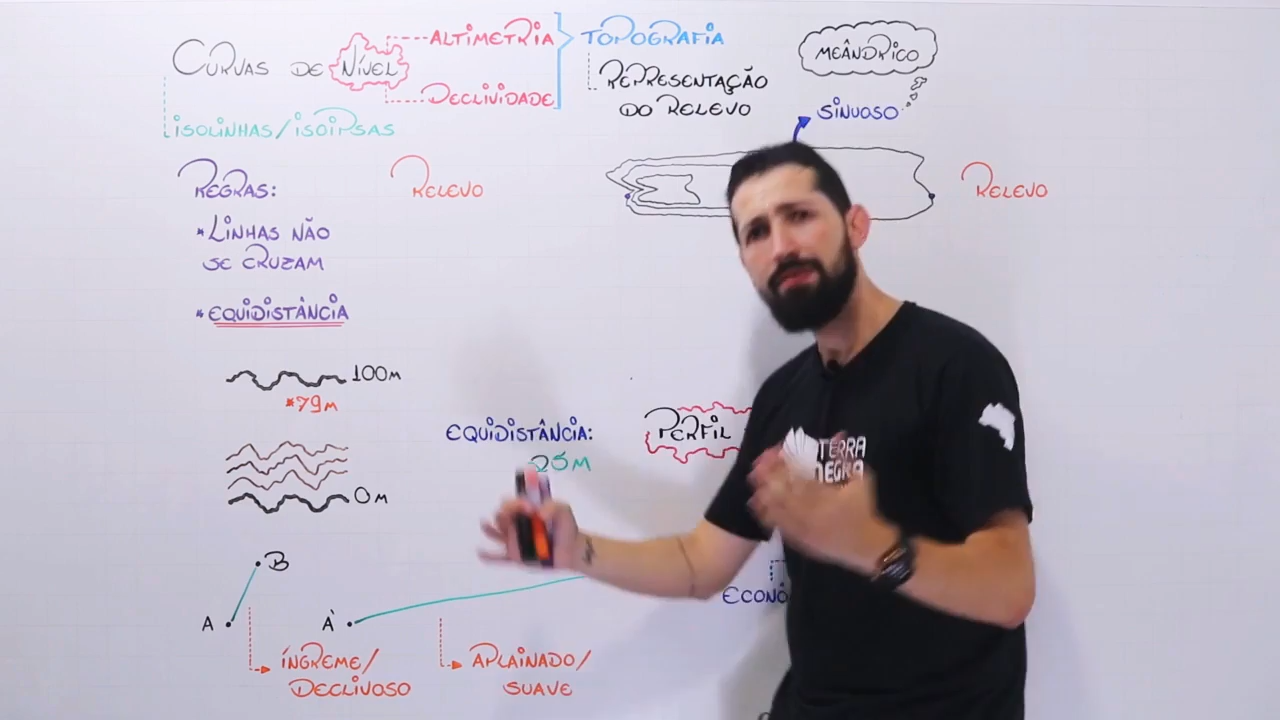 CURVAS DE NÍVEL
ALTIMETRIA
DECLIVIDADE
TOPOGRAFIA
REPRESENTAÇÃO
DO RELEVO
MEÂNDRICO
SINUOSO
ISOLINHAS/ISOIPSAS
REGRAS:
*LINHAS NÃO
SE CRUZAM
*EQUIDISTÂNCIA
RELEVO
RELEVO
100M
*79M
0M
EQUIDISTÂNCIA:
25M
PERFIL
TERRA
NEGRA
B
A
À
ÍNGREME/
DECLIVOSO
APLAINADO/
SUAVE